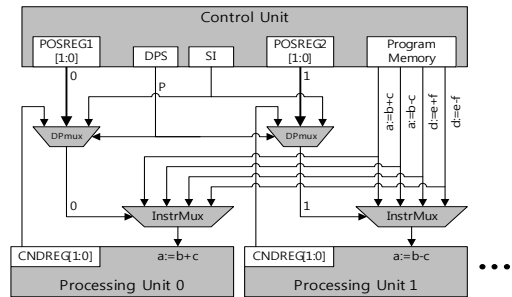 Control Unit
POSREG1
[1:0]
DPS
SI
POSREG2
[1:0]
Program
Memory
0
P
1
a:=b+c
a:=b-c
d:=e+f
d:=e-f
DPmux
DPmux
0
1
InstrMux
InstrMux
CNDREG[1:0]
a:=b+c
CNDREG[1:0]
a:=b-c
Processing Unit 0
Processing Unit 1